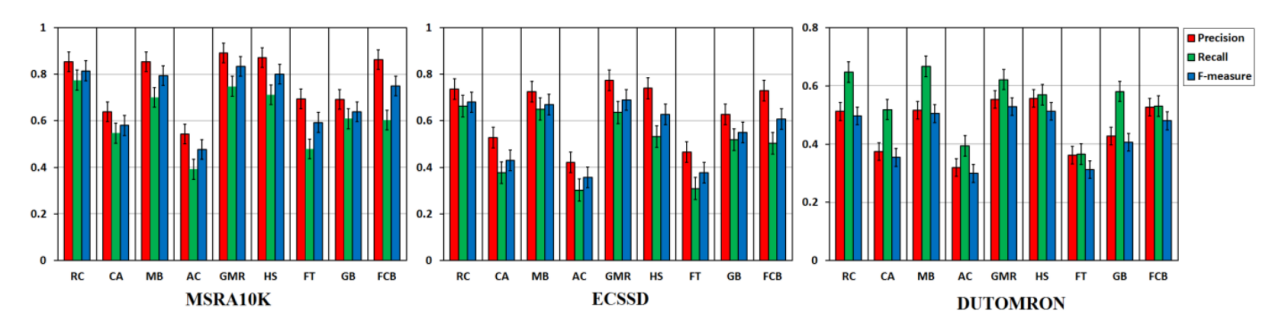 1
0.8
0.6
0.4
0.2
0
RC CA MB AC GMR HS FT GB FCB
MSRA10K
1
0.8
0.6
0.4
0.2
0
RC CA MB AC GMR HS FT GB FCB
ECSSD
0.8
0.6
0.4
0.2
0
RC CA MB AC GMR HS FT GB FCB
DUTOMRON
Precision
Recall
F-measure